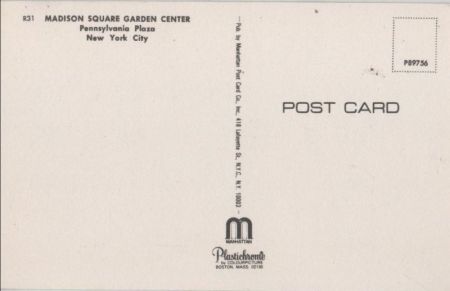 R31 MADISON SQUARE GARDEN CENTER
Pennsylvania Plaza
New York City
— Pub. by Manhattan Post Card Co., Inc., 418 Lafayette St., N.Y.C., N.Y. 10003 —
P89756
POST CARD
m
MANHATTAN
Plastichrome
by COLOURPICTURE
BOSTON, MASS. 02130